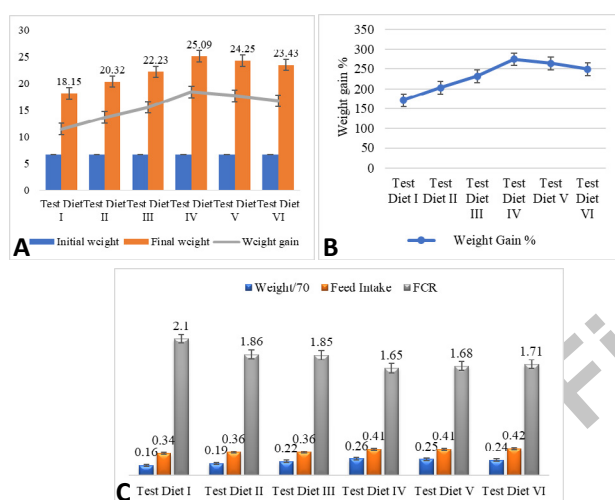 30
25
20
15
10
5
0
18.15
20.32
22.23
25.09
24.25
23.43
Test Diet I
Test Diet II
Test Diet III
Test Diet IV
Test Diet V
Test Diet VI
Initial weight
Final weight
Weight gain
A
Weight gain %
350
300
250
200
150
100
50
0
Test Diet I
Test Diet II
Test Diet III
Test Diet IV
Test Diet V
Test Diet VI
Weight Gain %
B
Weight/70
Feed Intake
FCR
0.16
0.34
2.1
0.19
0.36
1.86
0.22
0.36
1.85
0.26
0.41
1.65
0.25
0.41
1.68
0.24
0.42
1.71
Test Diet I
Test Diet II
Test Diet III
Test Diet IV
Test Diet V
Test Diet VI
C